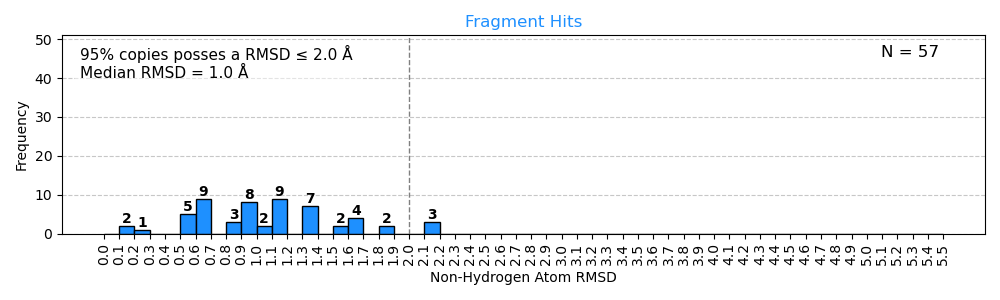 Fragment Hits
95% copies posses a RMSD ≤ 2.0 Å
Median RMSD = 1.0 Å
N = 57
Frequency
50
40
30
20
10
0
2 1 5 9 3 8 2 9 7 2 4 2 3
0.0 0.1 0.2 0.3 0.4 0.5 0.6 0.7 0.8 0.9 1.0 1.1 1.2 1.3 1.4 1.5 1.6 1.7 1.8 1.9 2.0 2.1 2.2 2.3 2.4 2.5 2.6 2.7 2.8 2.9 3.0 3.1 3.2 3.3 3.4 3.5 3.6 3.7 3.8 3.9 4.0 4.1 4.2 4.3 4.4 4.5 4.6 4.7 4.8 4.9 5.0 5.1 5.2 5.3 5.4 5.5
Non-Hydrogen Atom RMSD